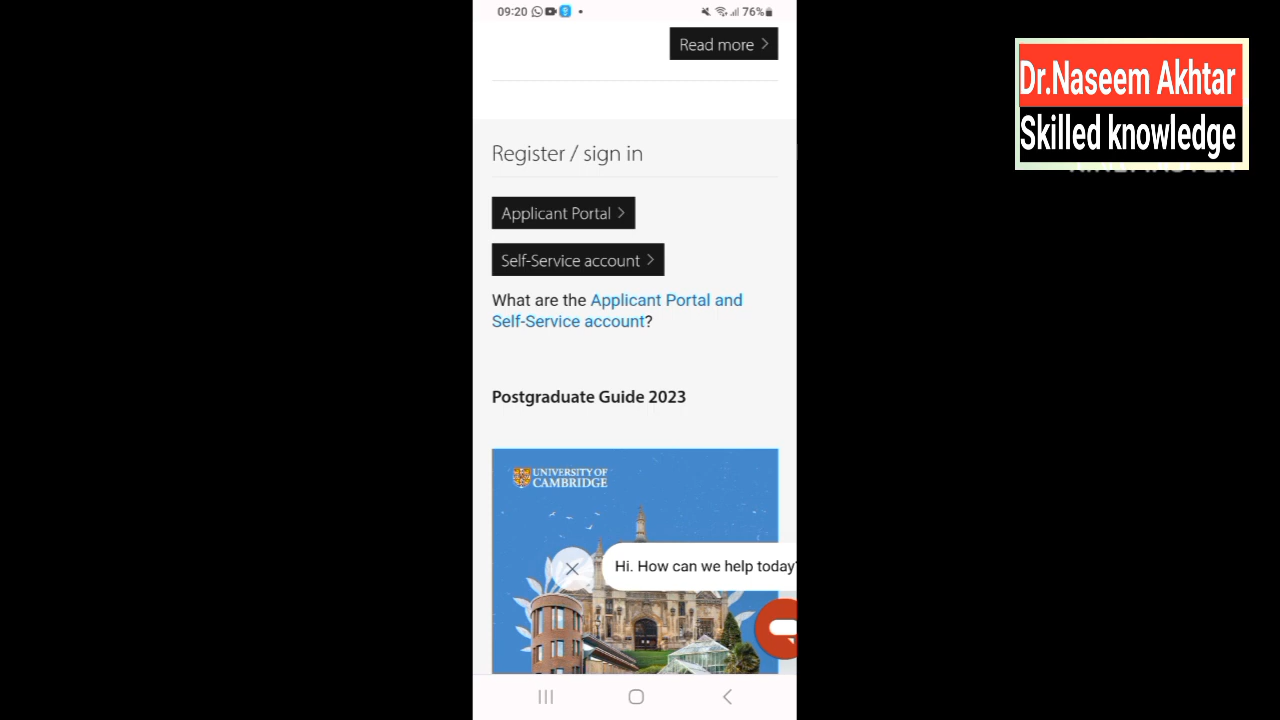 09:20
76%
Read more
Dr.Naseem Akhtar
Skilled knowledge
Register / sign in
Applicant Portal
Self-Service account
What are the Applicant Portal and
Self-Service account?
Postgraduate Guide 2023
UNIVERSITY OF
CAMBRIDGE
Hi. How can we help today?